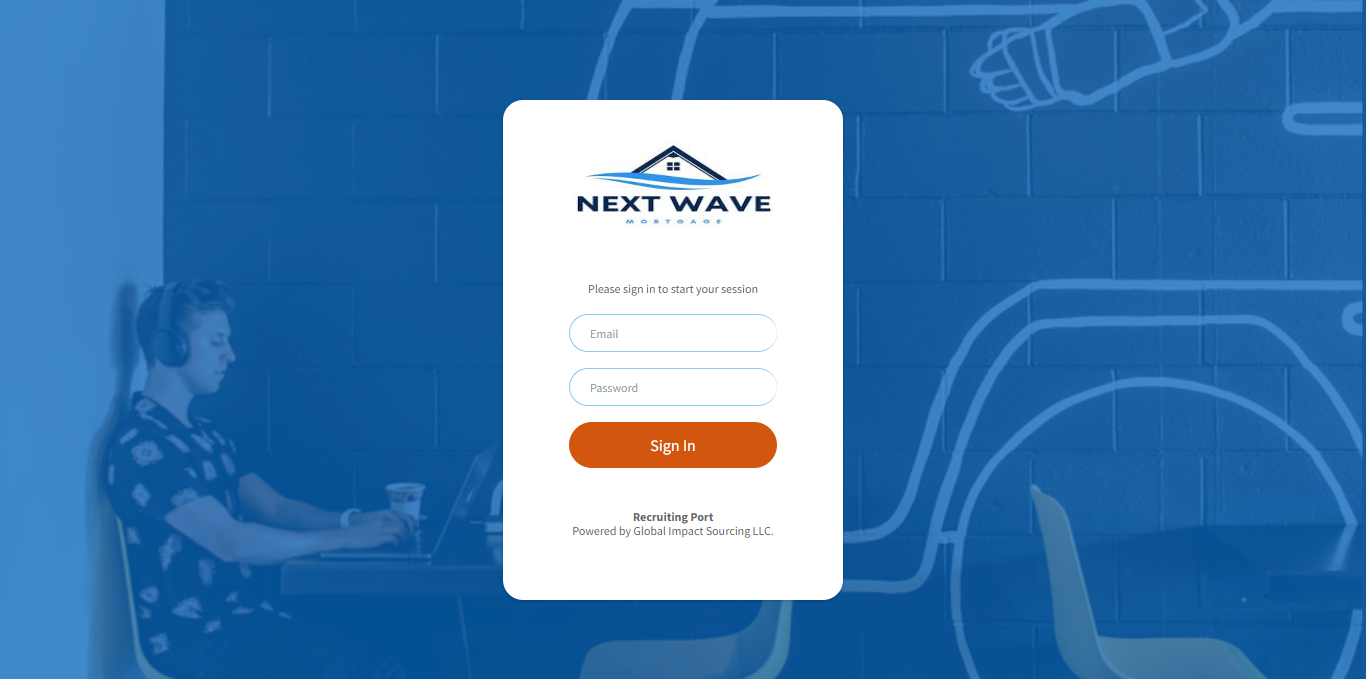 NEXT WAVE
MORTGAGE
Please sign in to start your session
Email
Password
Sign In
Recruiting Port
Powered by Global Impact Sourcing LLC.